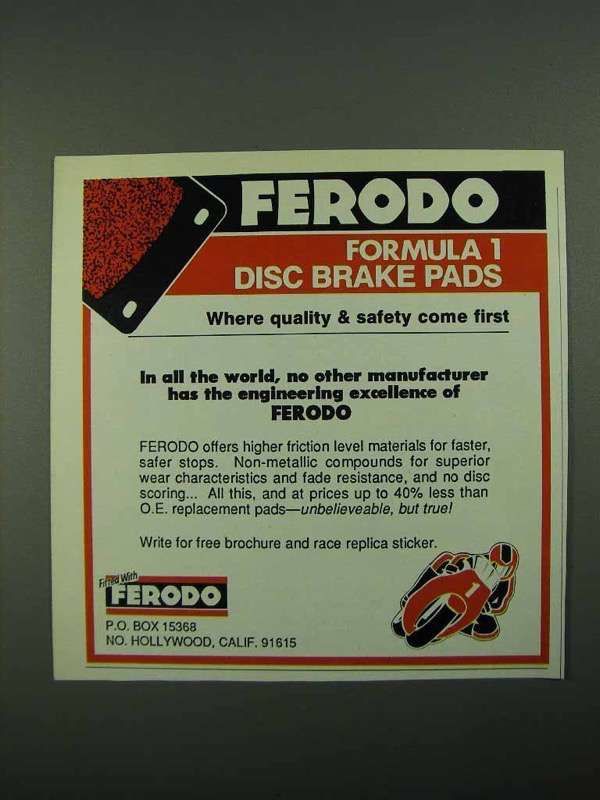 FERODO
FORMULA 1
DISC BRAKE PADS
Where quality & safety come first
In all the world, no other manufacturer
has the engineering excellence of
FERODO
FERODO offers higher friction level materials for faster,
safer stops. Non-metallic compounds for superior
wear characteristics and fade resistance, and no disc
scoring... All this, and at prices up to 40% less than
O.E. replacement pads—unbelieveable, but true!
Write for free brochure and race replica sticker.
Fitted With
FERODO
P.O. BOX 15368
NO. HOLLYWOOD, CALIF. 91615
1